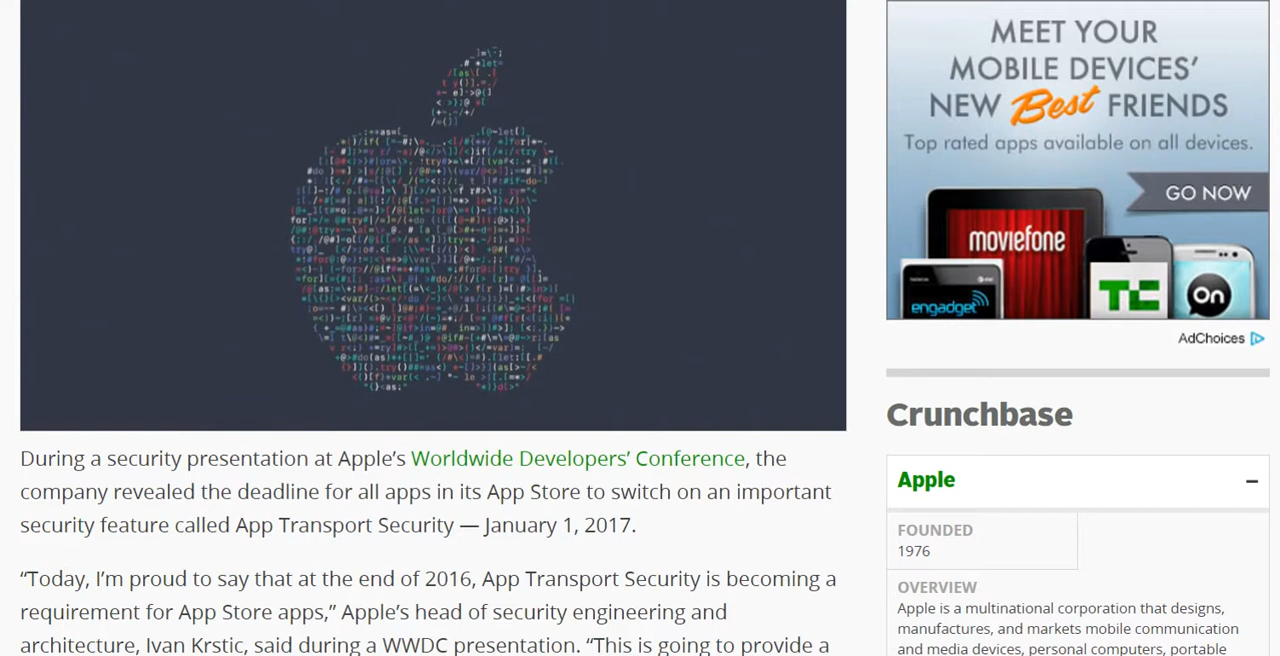 During a security presentation at Apple’s Worldwide Developers’ Conference, the
company revealed the deadline for all apps in its App Store to switch on an important
security feature called App Transport Security — January 1, 2017.
“Today, I’m proud to say that at the end of 2016, App Transport Security is becoming a
requirement for App Store apps,” Apple’s head of security engineering and
architecture, Ivan Krstic, said during a WWDC presentation. “This is going to provide a
MEET YOUR
MOBILE DEVICES’
NEW Best FRIENDS
Top rated apps available on all devices.
GO NOW
moviefone
engadget
TC
On
AdChoices
Crunchbase
Apple
FOUNDED
1976
OVERVIEW
Apple is a multinational corporation that designs,
manufactures, and markets mobile communication
and media devices, personal computers, portable